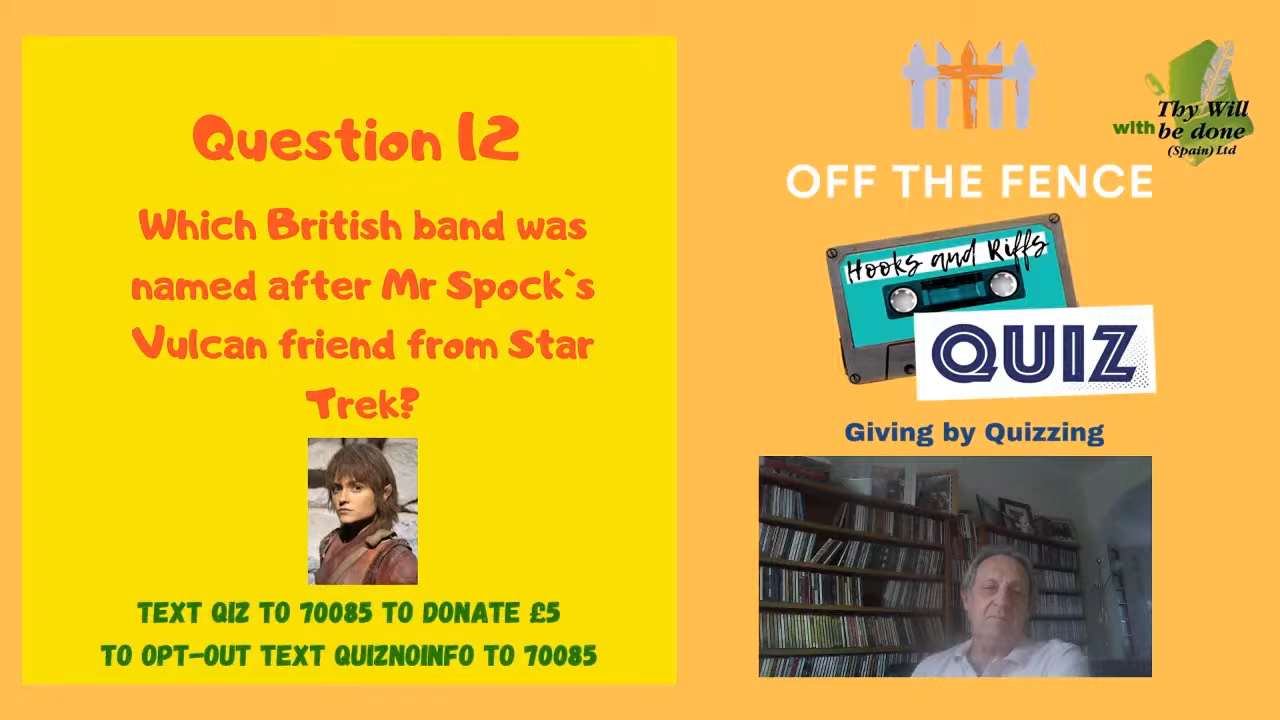 Question 12
Which British band was
named after Mr Spock`s
Vulcan friend from Star
Trek?
TEXT QIZ TO 70085 TO DONATE £5
TO OPT-OUT TEXT QUIZNOINFO TO 70085
with
Thy Will
be done
(Spain) Ltd
OFF THE FENCE
Hooks and Riffs
QUIZ
Giving by Quizzing